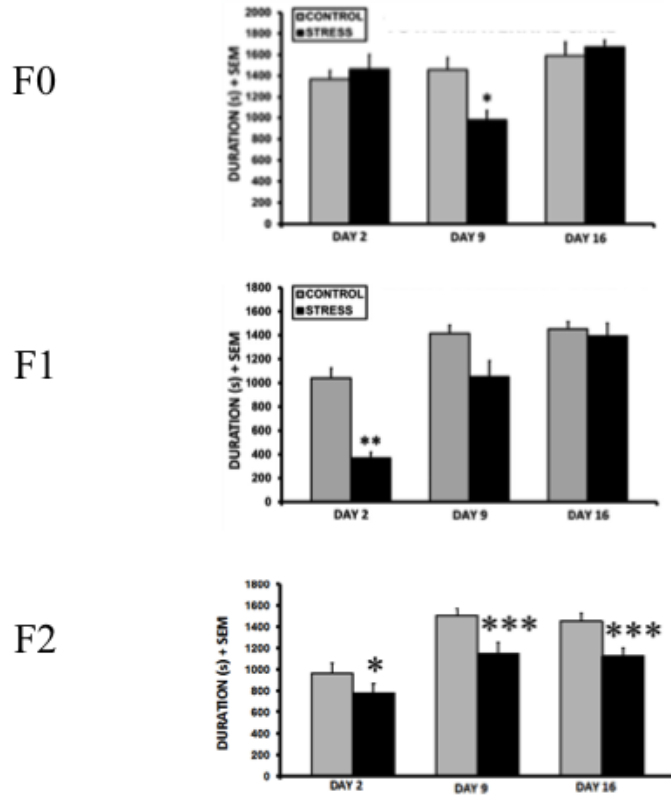 F0
DURATION (s) + SEM
2000
1800
1600
1400
1200
1000
800
600
400
200
0
CONTROL
STRESS
*
DAY 2
DAY 9
DAY 16
F1
DURATION (s) + SEM
1800
1600
1400
1200
1000
800
600
400
200
0
CONTROL
STRESS
**
DAY 2
DAY 9
DAY 16
F2
DURATION (s) + SEM
1800
1600
1400
1200
1000
800
600
400
200
0
*
***
***
DAY 2
DAY 9
DAY 16